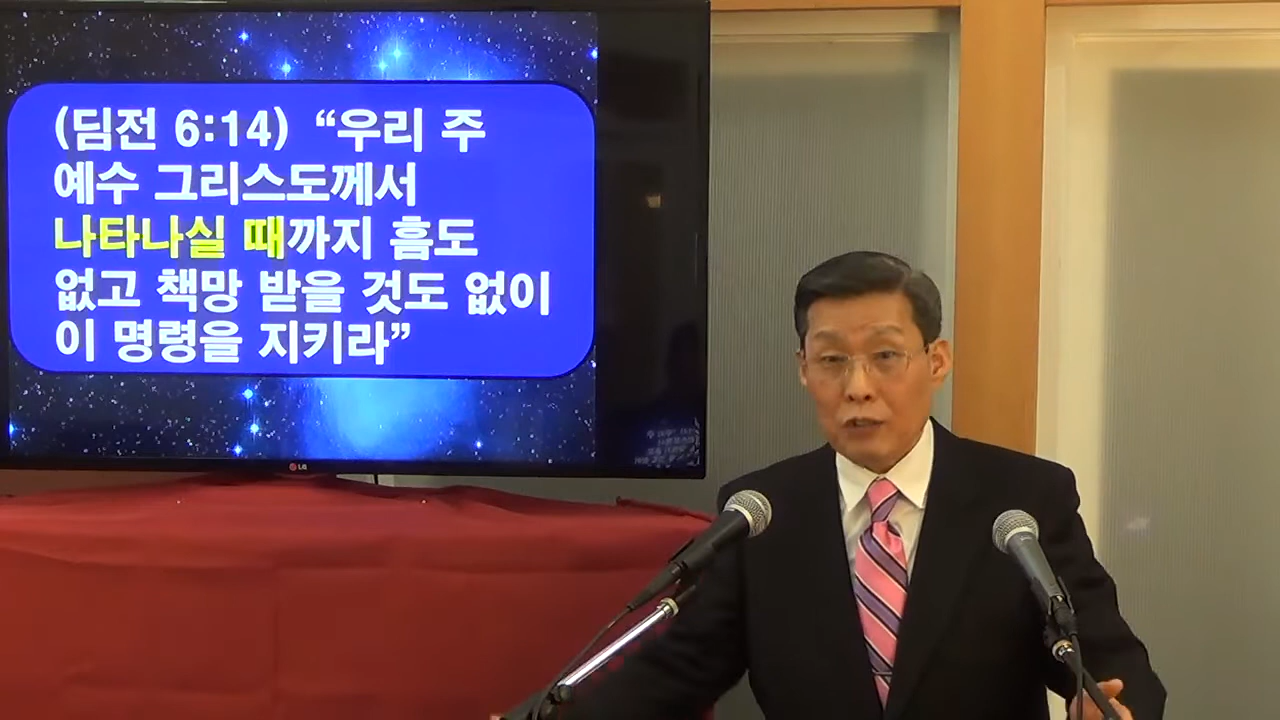 (딤전 6:14) “우리 주
예수 그리스도께서
나타나실 때까지 흠도
없고 책망 받을 것도 없이
이 명령을 지키라”
LG